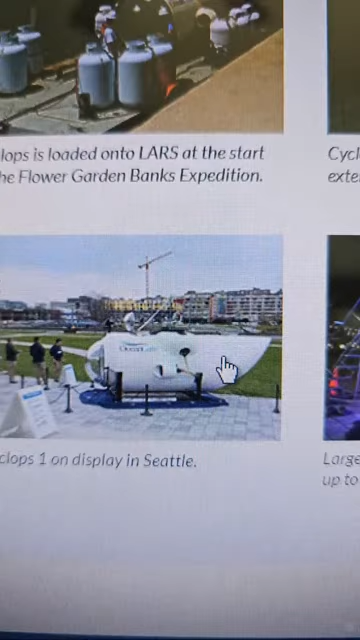 lops is loaded onto LARS at the start
he Flower Garden Banks Expedition.
Cycl
exte
clops 1 on display in Seattle.
Large
up to